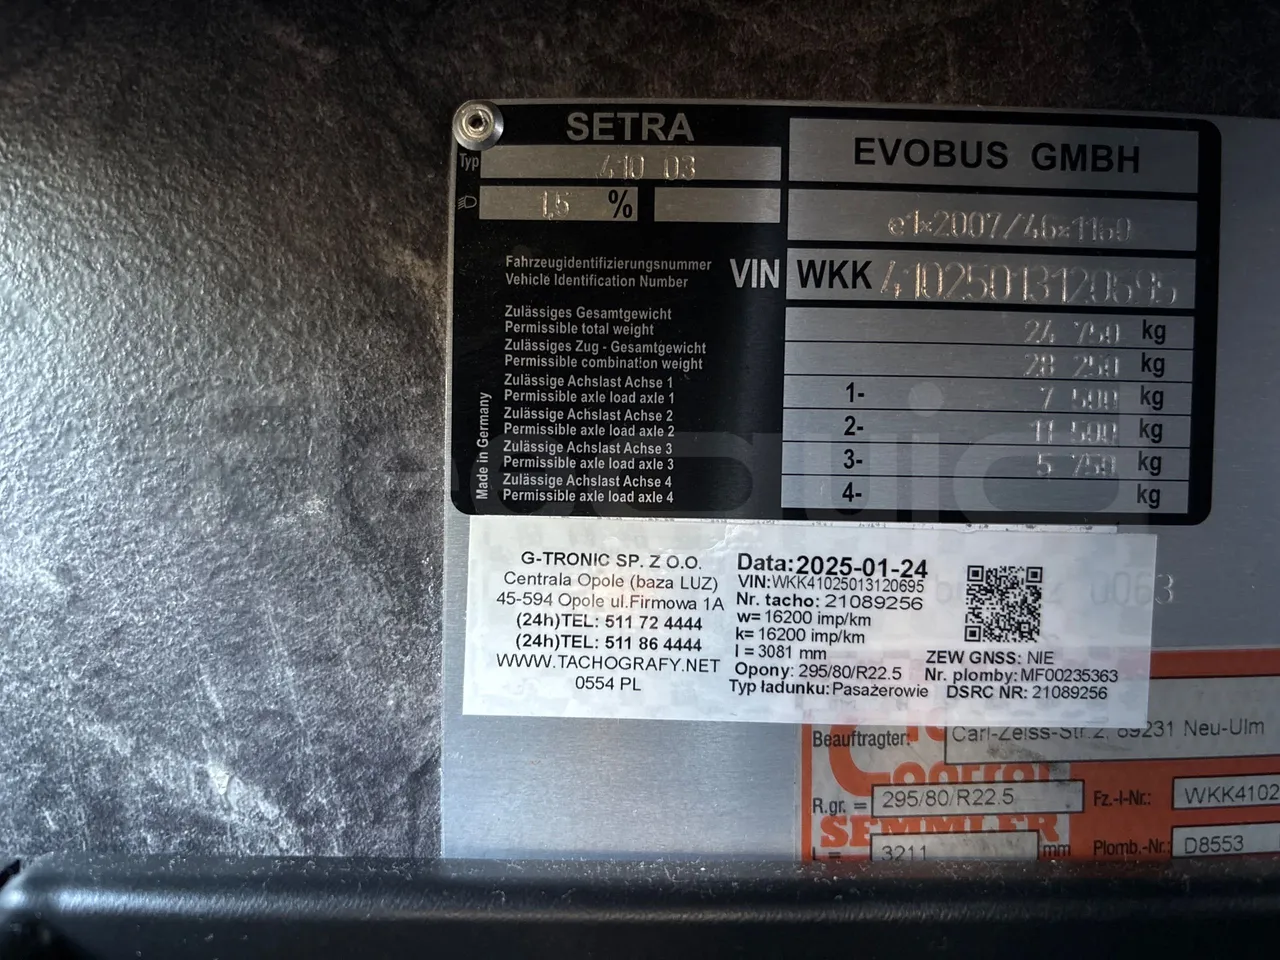 SETRA
Typ 410 03
1.5 %
EVOBUS GMBH
e1*2007/46*1160
Fahrzeugidentifizierungsnummer
Vehicle Identification Number
VIN WKK41025013120695
Zulässiges Gesamtgewicht
Permissible total weight
24 750 kg
Zulässiges Zug - Gesamtgewicht
Permissible combination weight
28 250 kg
Zulässige Achslast Achse 1
Permissible axle load axle 1
1- 7 500 kg
Zulässige Achslast Achse 2
Permissible axle load axle 2
2- 11 500 kg
Zulässige Achslast Achse 3
Permissible axle load axle 3
3- 5 750 kg
Zulässige Achslast Achse 4
Permissible axle load axle 4
4- kg
Made in Germany
G-TRONIC SP. Z O.O.
Centrala Opole (baza LUZ)
45-594 Opole ul.Firmowa 1A
(24h)TEL: 511 72 4444
(24h)TEL: 511 86 4444
WWW.TACHOGRAFY.NET
0554 PL
Data:2025-01-24
VIN:WKK41025013120695
Nr. tacho: 21089256
w= 16200 imp/km
k= 16200 imp/km
l = 3081 mm
Opony: 295/80/R22.5
Typ ładunku: Pasażerowie
ZEW GNSS: NIE
Nr. plomby: MF00235363
DSRC NR: 21089256
Beauftragter: Carl-Zeiss-Str.2, 89231 Neu-Ulm
Control
R.gr. = 295/80/R22.5
Fz.-I-Nr.: WKK4102
SEMMLER
L = 3211 mm
Plomb.-Nr.: D8553